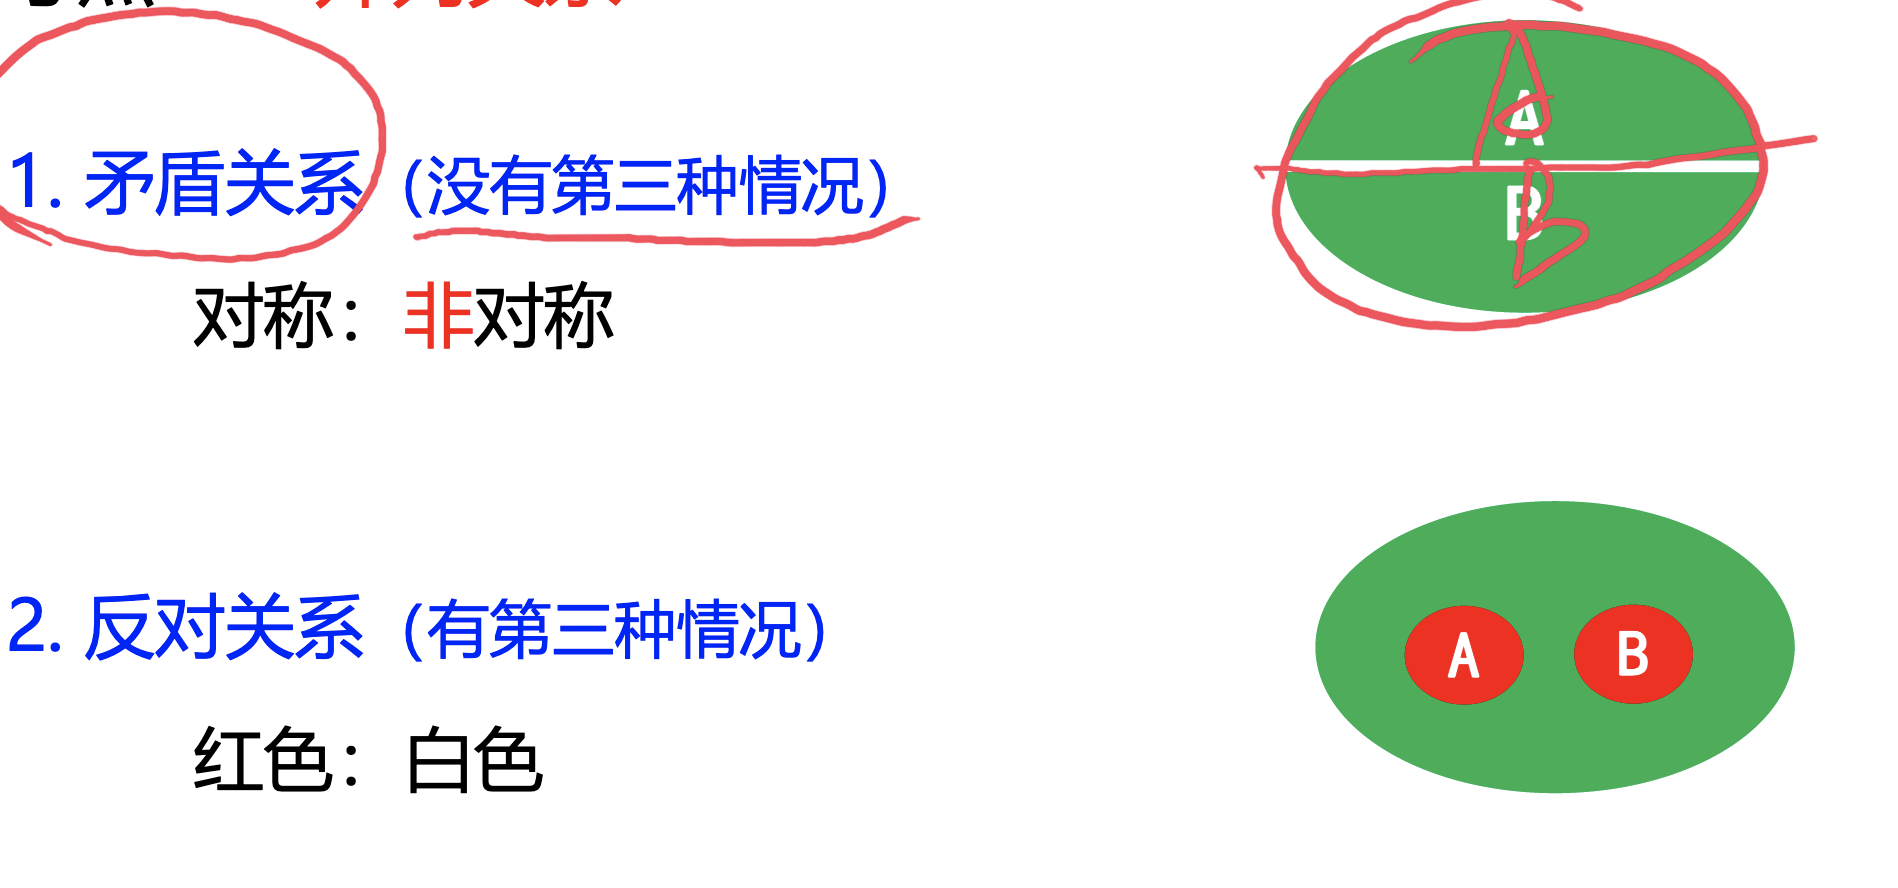 1. 矛盾关系（没有第三种情况）
A
B
对称：非对称
2. 反对关系（有第三种情况）
A B
红色：白色